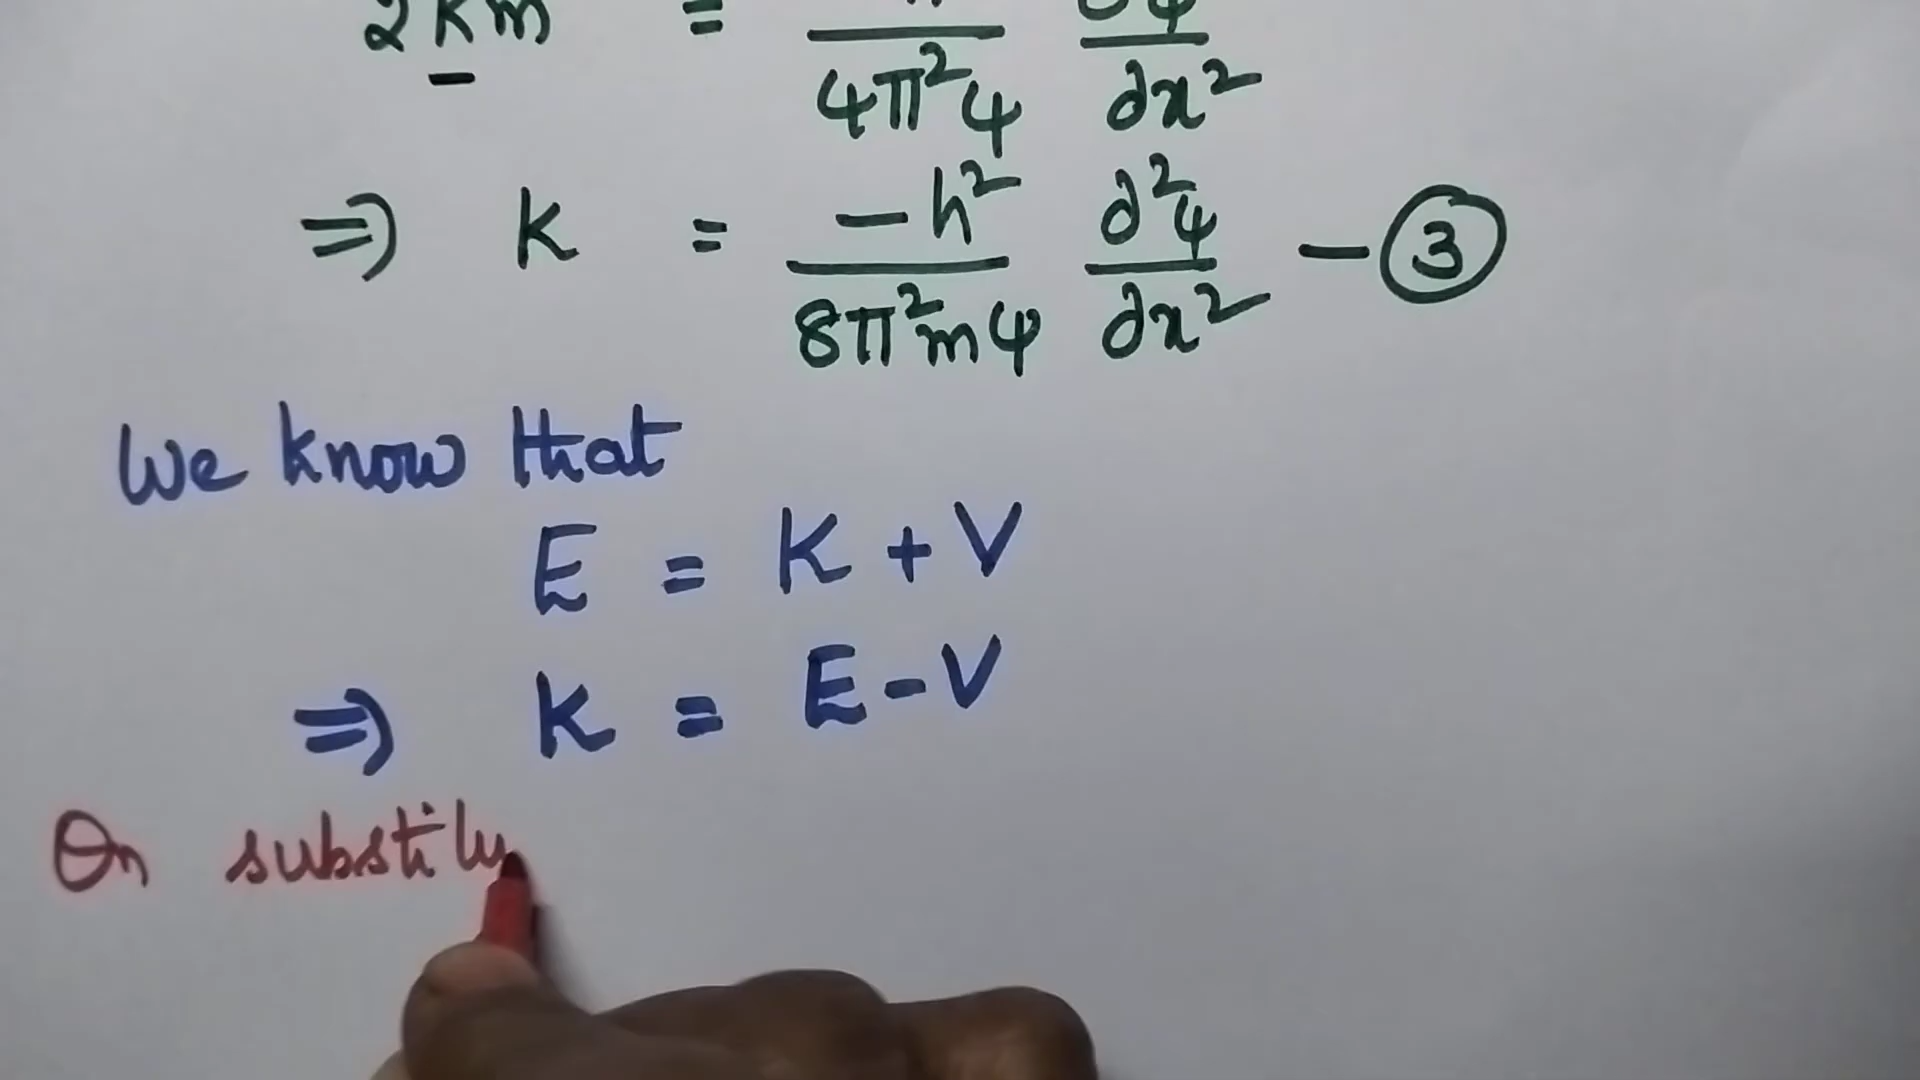 2Km = ∂ψ
4π²ψ ∂x²
⇒ K = -h² ∂²ψ - ③
8π²mψ ∂x²
We know that
E = K + V
⇒ K = E - V
On substitu